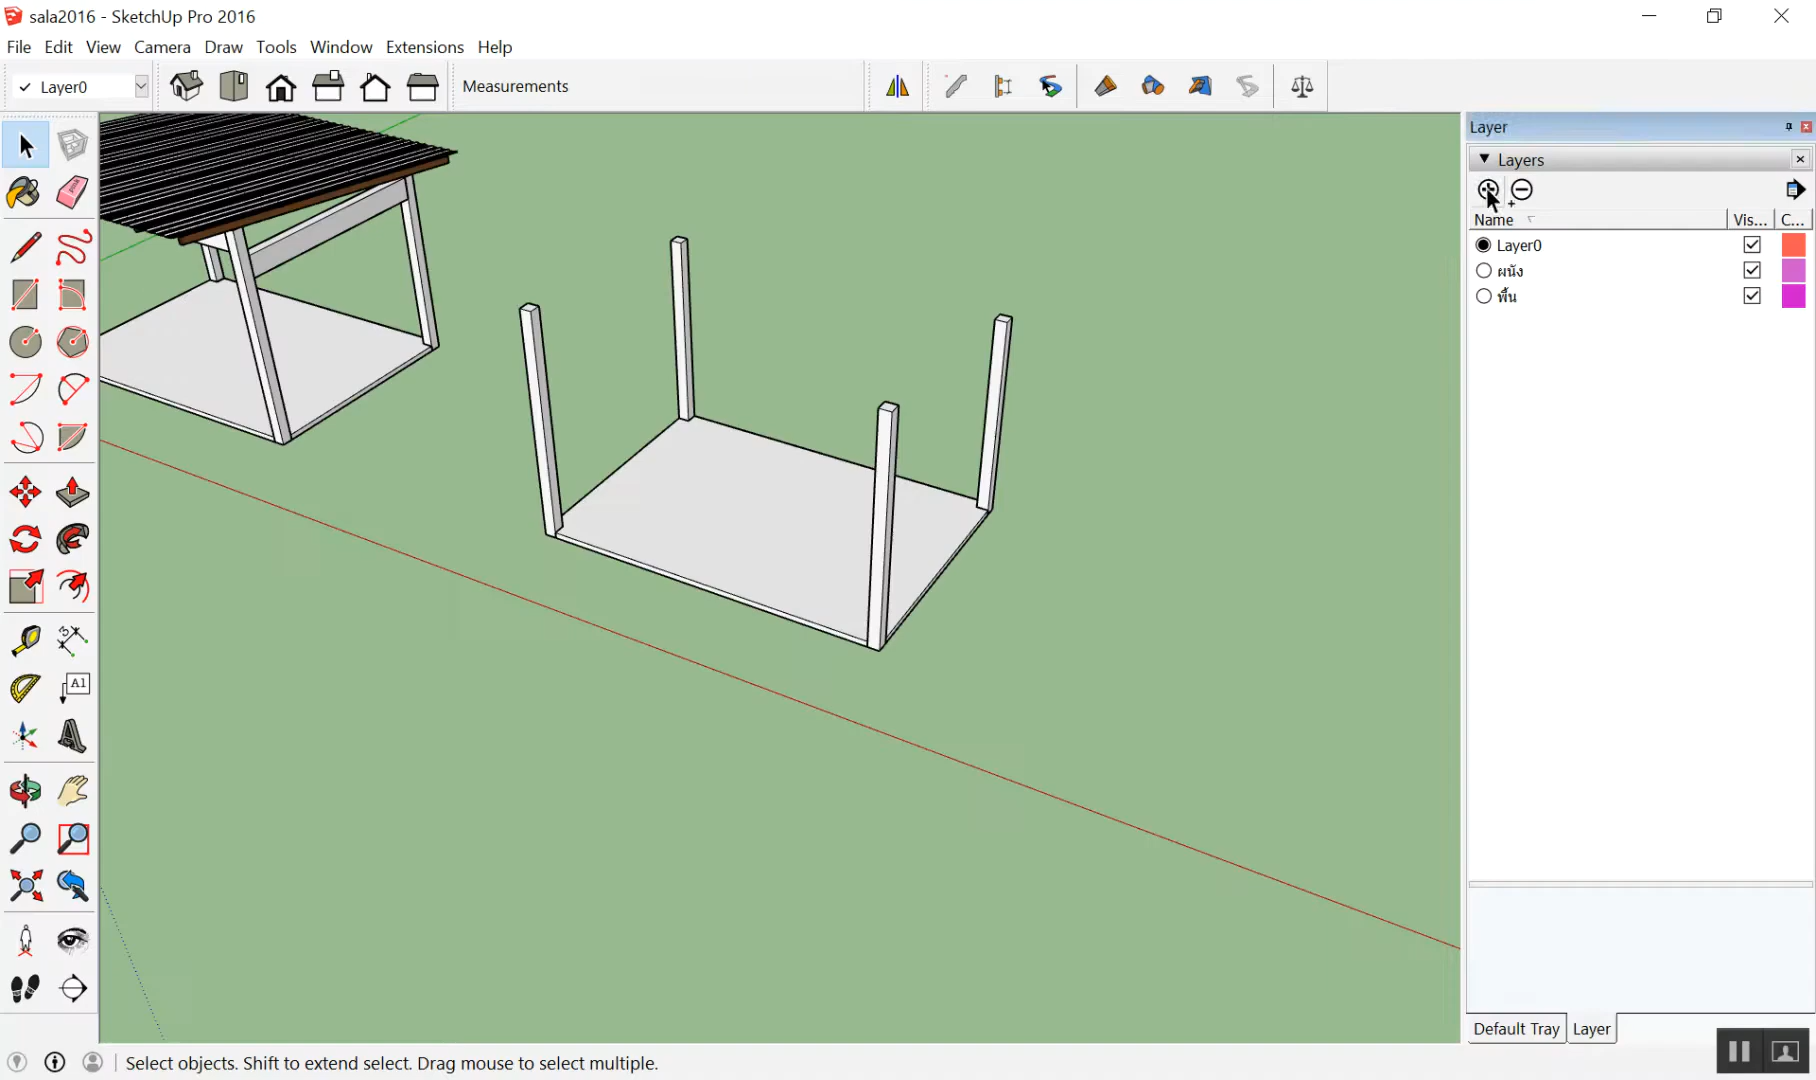 sala2016 - SketchUp Pro 2016
File Edit View Camera Draw Tools Window Extensions Help
Layer0
Measurements
Layer
Layers
Name Vis... C...
Layer0
ผนัง
พื้น
A1
Default Tray Layer
Select objects. Shift to extend select. Drag mouse to select multiple.